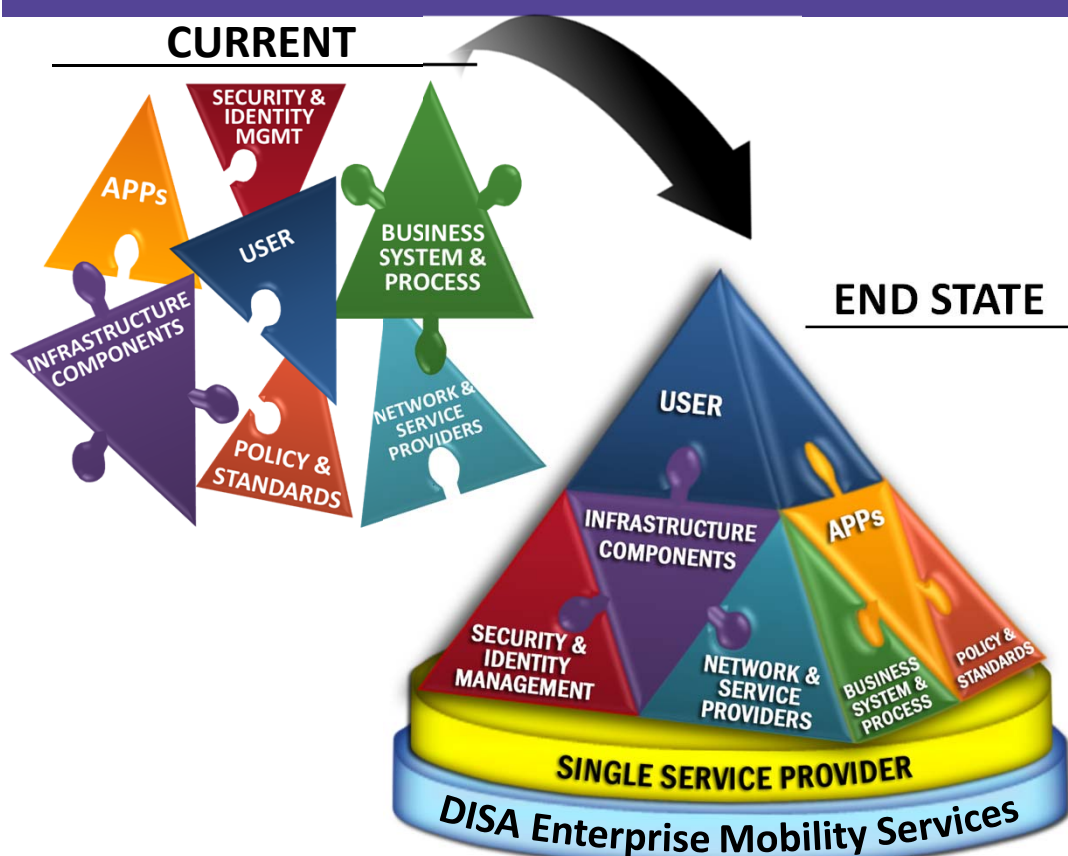 CURRENT
SECURITY &
IDENTITY
MGMT
APPs
USER
BUSINESS
SYSTEM &
PROCESS
INFRASTRUCTURE
COMPONENTS
NETWORK &
SERVICE
PROVIDERS
POLICY &
STANDARDS
END STATE
USER
INFRASTRUCTURE
COMPONENTS
APPs
SECURITY &
IDENTITY
MANAGEMENT
NETWORK &
SERVICE
PROVIDERS
BUSINESS
SYSTEM &
PROCESS
POLICY &
STANDARDS
SINGLE SERVICE PROVIDER
DISA Enterprise Mobility Services